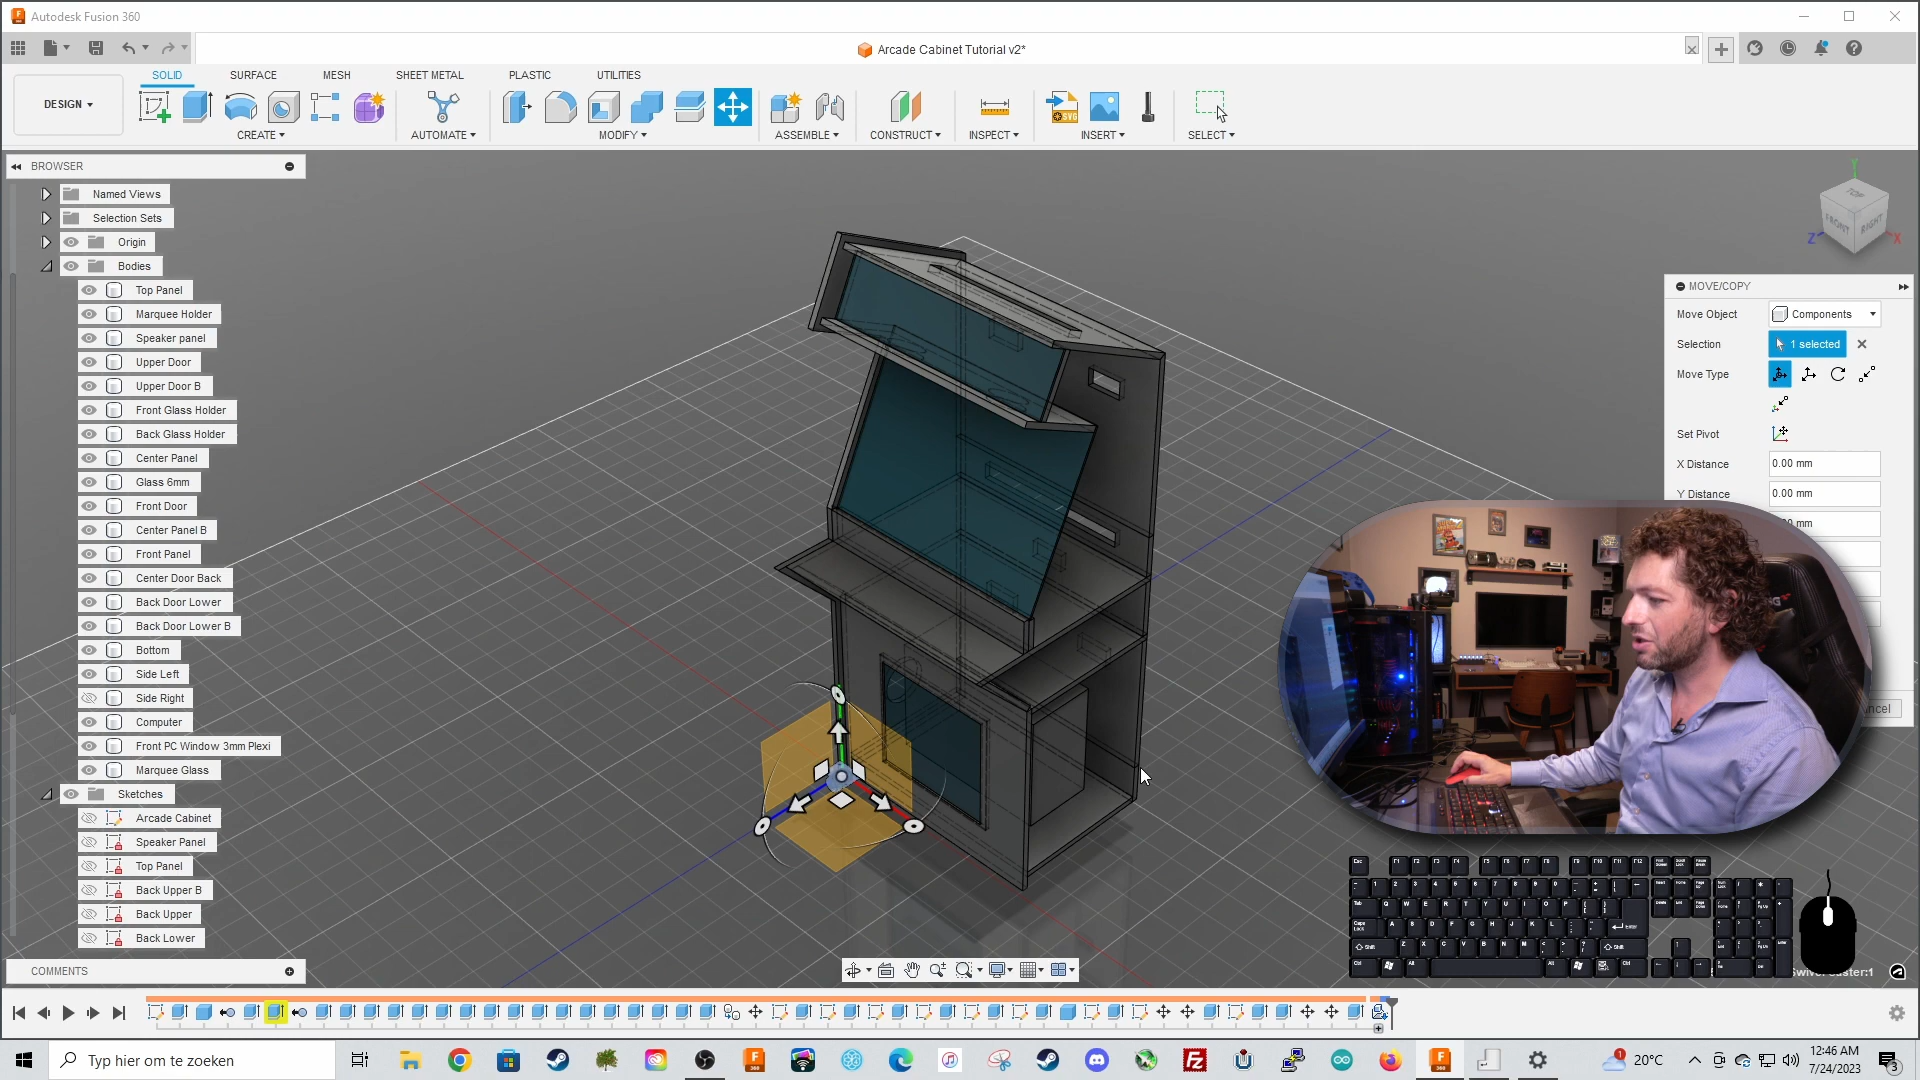 Autodesk Fusion 360
Arcade Cabinet Tutorial v2*
SOLID SURFACE MESH SHEET METAL PLASTIC UTILITIES
DESIGN
CREATE AUTOMATE MODIFY ASSEMBLE CONSTRUCT INSPECT INSERT SELECT
BROWSER
Named Views
Selection Sets
Origin
Bodies
Top Panel
Marquee Holder
Speaker panel
Upper Door
Upper Door B
Front Glass Holder
Back Glass Holder
Center Panel
Glass 6mm
Front Door
Center Panel B
Front Panel
Center Door Back
Back Door Lower
Back Door Lower B
Bottom
Side Left
Side Right
Computer
Front PC Window 3mm Plexi
Marquee Glass
Sketches
Arcade Cabinet
Speaker Panel
Top Panel
Back Upper B
Back Upper
Back Lower
COMMENTS
TOP
FRONT
RIGHT
Y
Z
X
MOVE/COPY
Move Object Components
Selection 1 selected
Move Type
Set Pivot
X Distance 0.00 mm
Y Distance 0.00 mm
mm
Typ hier om te zoeken
20°C
12:46 AM
7/24/2023
3